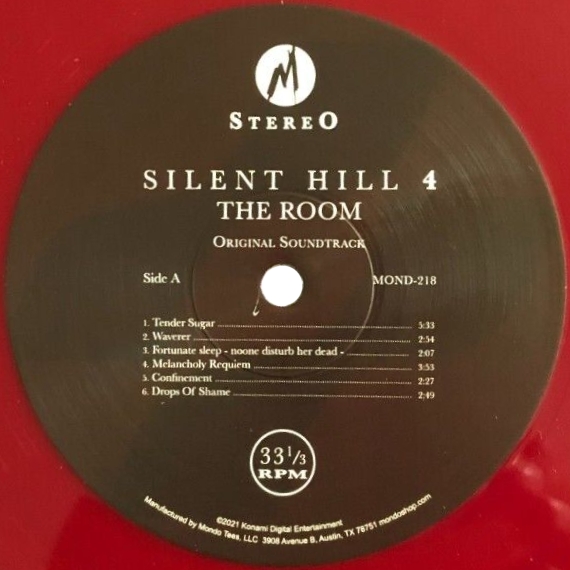 M
STEREO
SILENT HILL 4
THE ROOM
ORIGINAL SOUNDTRACK
Side A MOND-218
1. Tender Sugar 5:33
2. Waverer 2:54
3. Fortunate sleep - noone disturb her dead - 2:07
4. Melancholy Requiem 3:53
5. Confinement 2:27
6. Drops Of Shame 2:49
33 1/3
RPM
©2021 Konami Digital Entertainment
Manufactured by Mondo Tees, LLC 3908 Avenue B, Austin, TX 78751 mondoshop.com